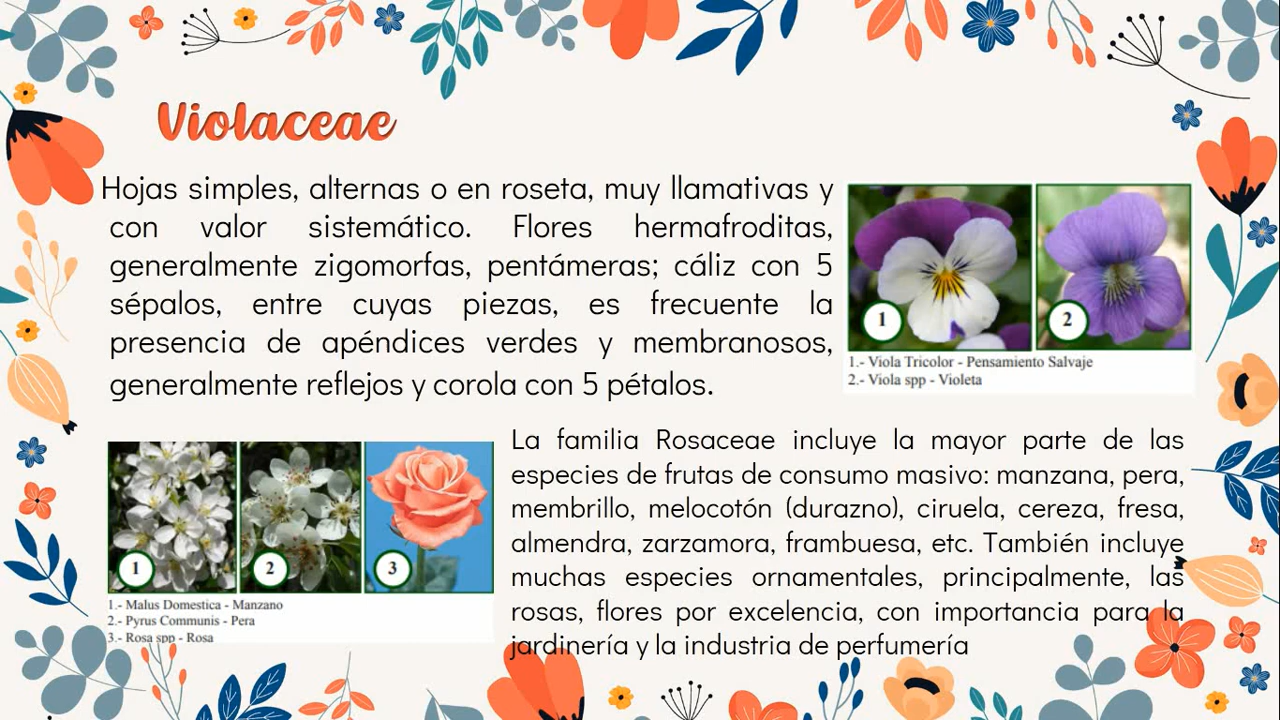 Violaceae
Hojas simples, alternas o en roseta, muy llamativas y
con valor sistemático. Flores hermafroditas,
generalmente zigomorfas, pentámeras; cáliz con 5
sépalos, entre cuyas piezas, es frecuente la
presencia de apéndices verdes y membranosos,
generalmente reflejos y corola con 5 pétalos.
1
2
1.- Viola Tricolor - Pensamiento Salvaje
2.- Viola spp - Violeta
1
2
3
1.- Malus Domestica - Manzano
2.- Pyrus Communis - Pera
3.- Rosa spp - Rosa
La familia Rosaceae incluye la mayor parte de las
especies de frutas de consumo masivo: manzana, pera,
membrillo, melocotón (durazno), ciruela, cereza, fresa,
almendra, zarzamora, frambuesa, etc. También incluye
muchas especies ornamentales, principalmente, las
rosas, flores por excelencia, con importancia para la
jardinería y la industria de perfumería